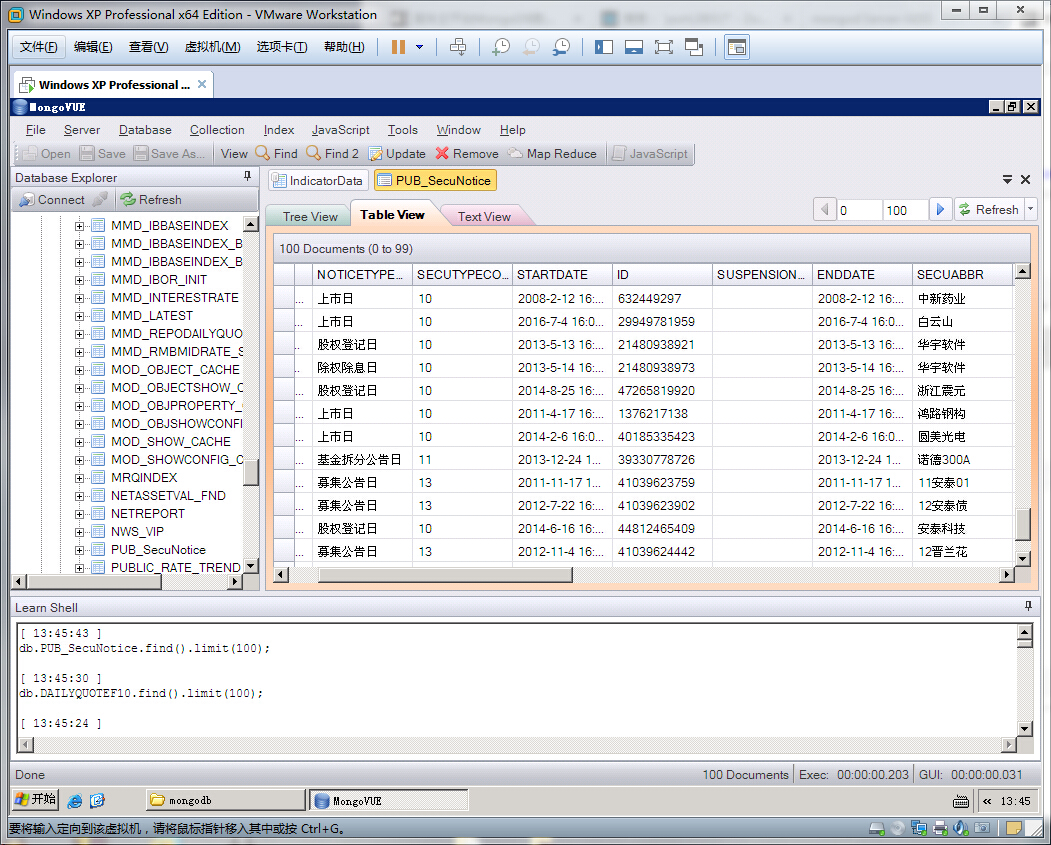 Windows XP Professional x64 Edition - VMware Workstation
文件(F) 编辑(E) 查看(V) 虚拟机(M) 选项卡(T) 帮助(H)
Windows XP Professional ...
MongoVUE
File Server Database Collection Index JavaScript Tools Window Help
Open Save Save As... View Find Find 2 Update Remove Map Reduce JavaScript
Database Explorer
Connect Refresh
MMD_IBBASEINDEX
MMD_IBBASEINDEX_B
MMD_IBBASEINDEX_B
MMD_IBOR_INIT
MMD_INTERESTRATE
MMD_LATEST
MMD_REPODAILYQUO
MMD_RMBMIDRATE_S
MOD_OBJECT_CACHE
MOD_OBJECTSHOW_C
MOD_OBJPROPERTY_
MOD_OBJSHOWCONFI
MOD_SHOW_CACHE
MOD_SHOWCONFIG_C
MRQINDEX
NETASSETVAL_FND
NETREPORT
NWS_VIP
PUB_SecuNotice
PUBLIC_RATE_TREND
IndicatorData PUB_SecuNotice
Tree View Table View Text View 0 100 Refresh
100 Documents (0 to 99)
NOTICETYPE... SECUTYPECO... STARTDATE ID SUSPENSION... ENDDATE SECUABBR
... 上市日 10 2008-2-12 16:... 632449297 2008-2-12 16:... 中新药业
... 上市日 10 2016-7-4 16:0... 29949781959 2016-7-4 16:0... 白云山
... 股权登记日 10 2013-5-13 16:... 21480938921 2013-5-13 16:... 华宇软件
... 除权除息日 10 2013-5-14 16:... 21480938973 2013-5-14 16:... 华宇软件
... 股权登记日 10 2014-8-25 16:... 47265819920 2014-8-25 16:... 浙江震元
... 上市日 10 2011-4-17 16:... 1376217138 2011-4-17 16:... 鸿路钢构
... 上市日 10 2014-2-6 16:0... 40185335423 2014-2-6 16:0... 圆美光电
... 基金拆分公告日 11 2013-12-24 1... 39330778726 2013-12-24 1... 诺德300A
... 募集公告日 13 2011-11-17 1... 41039623759 2011-11-17 1... 11安泰01
... 募集公告日 13 2012-7-22 16:... 41039623902 2012-7-22 16:... 12安泰债
... 股权登记日 10 2014-6-16 16:... 44812465409 2014-6-16 16:... 安泰科技
... 募集公告日 13 2012-11-4 16:... 41039624442 2012-11-4 16:... 12晋兰花
Learn Shell
[ 13:45:43 ]
db.PUB_SecuNotice.find().limit(100);
[ 13:45:30 ]
db.DAILYQUOTEF10.find().limit(100);
[ 13:45:24 ]
Done 100 Documents Exec: 00:00:00.203 GUI: 00:00:00.031
开始 mongodb MongoVUE « 13:45
要将输入定向到该虚拟机，请将鼠标指针移入其中或按 Ctrl+G。